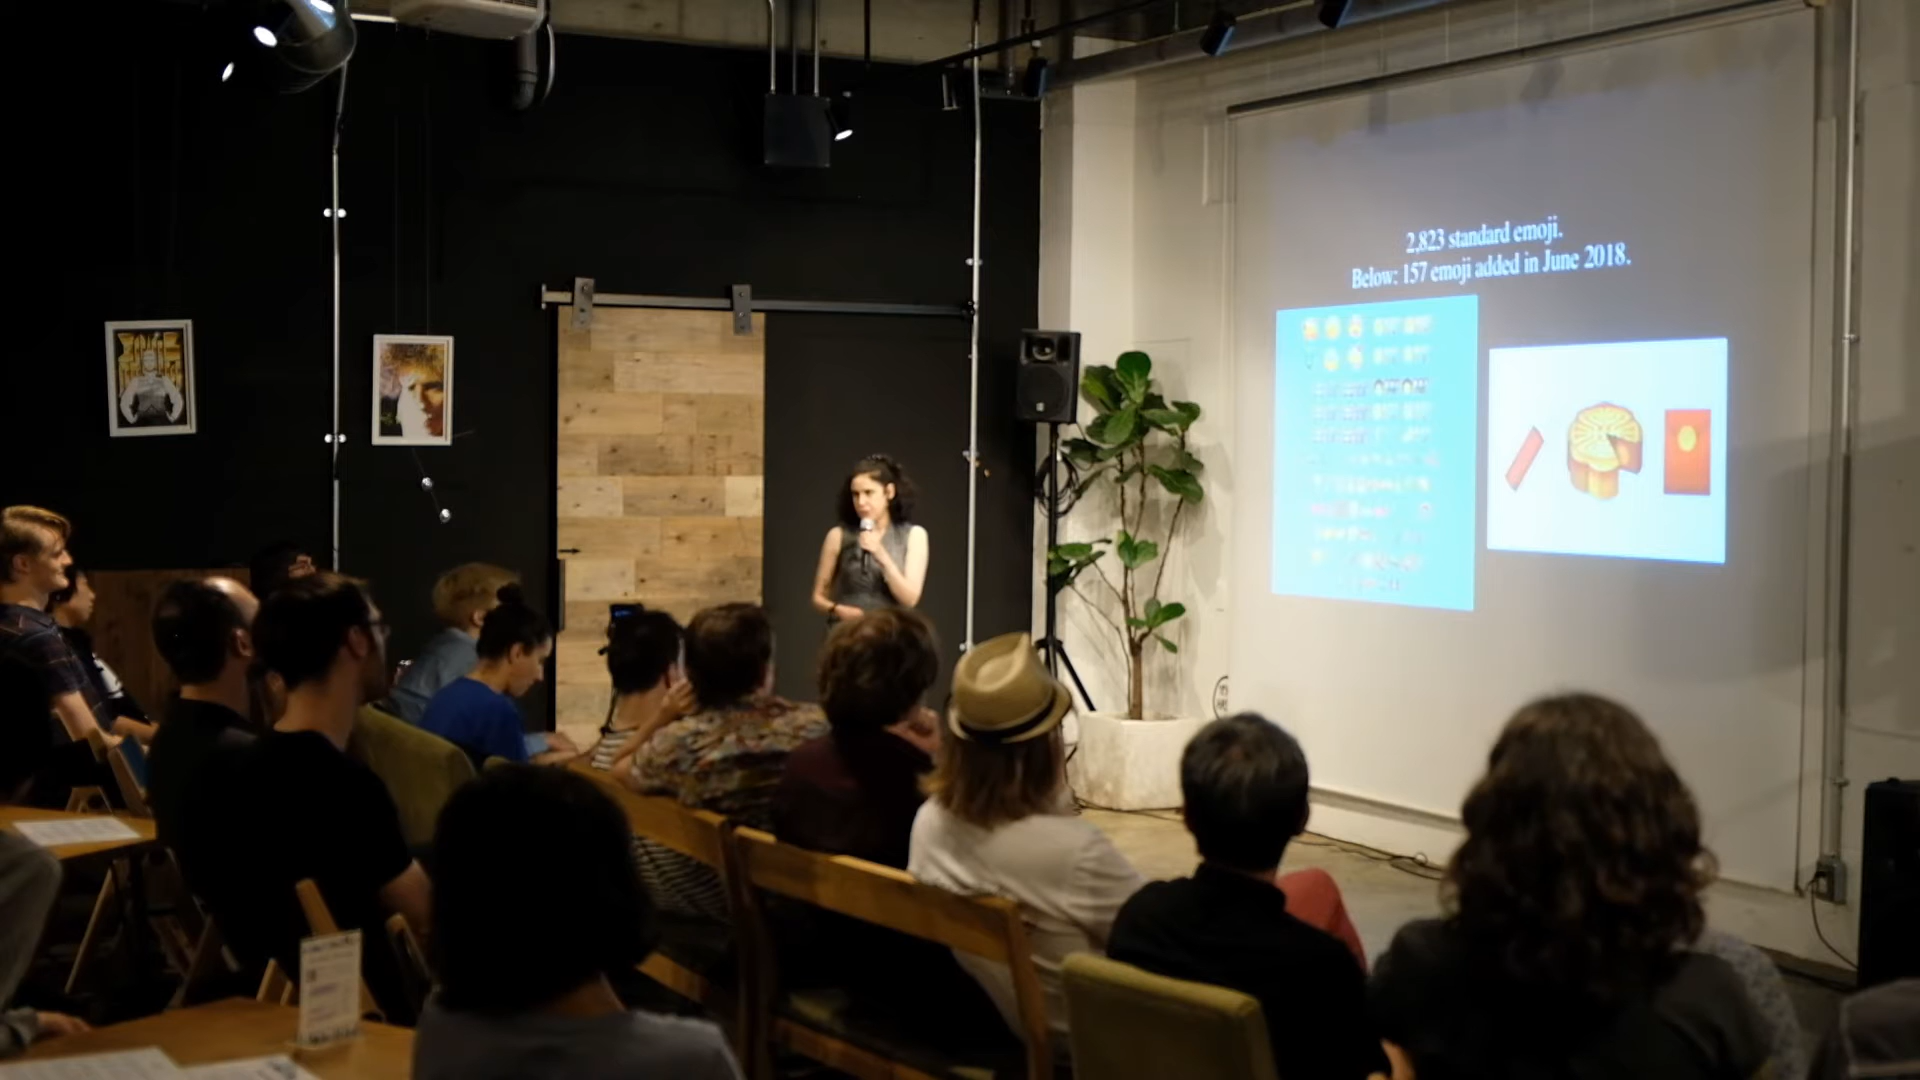 2,823 standard emoji.
Below: 157 emoji added in June 2018.